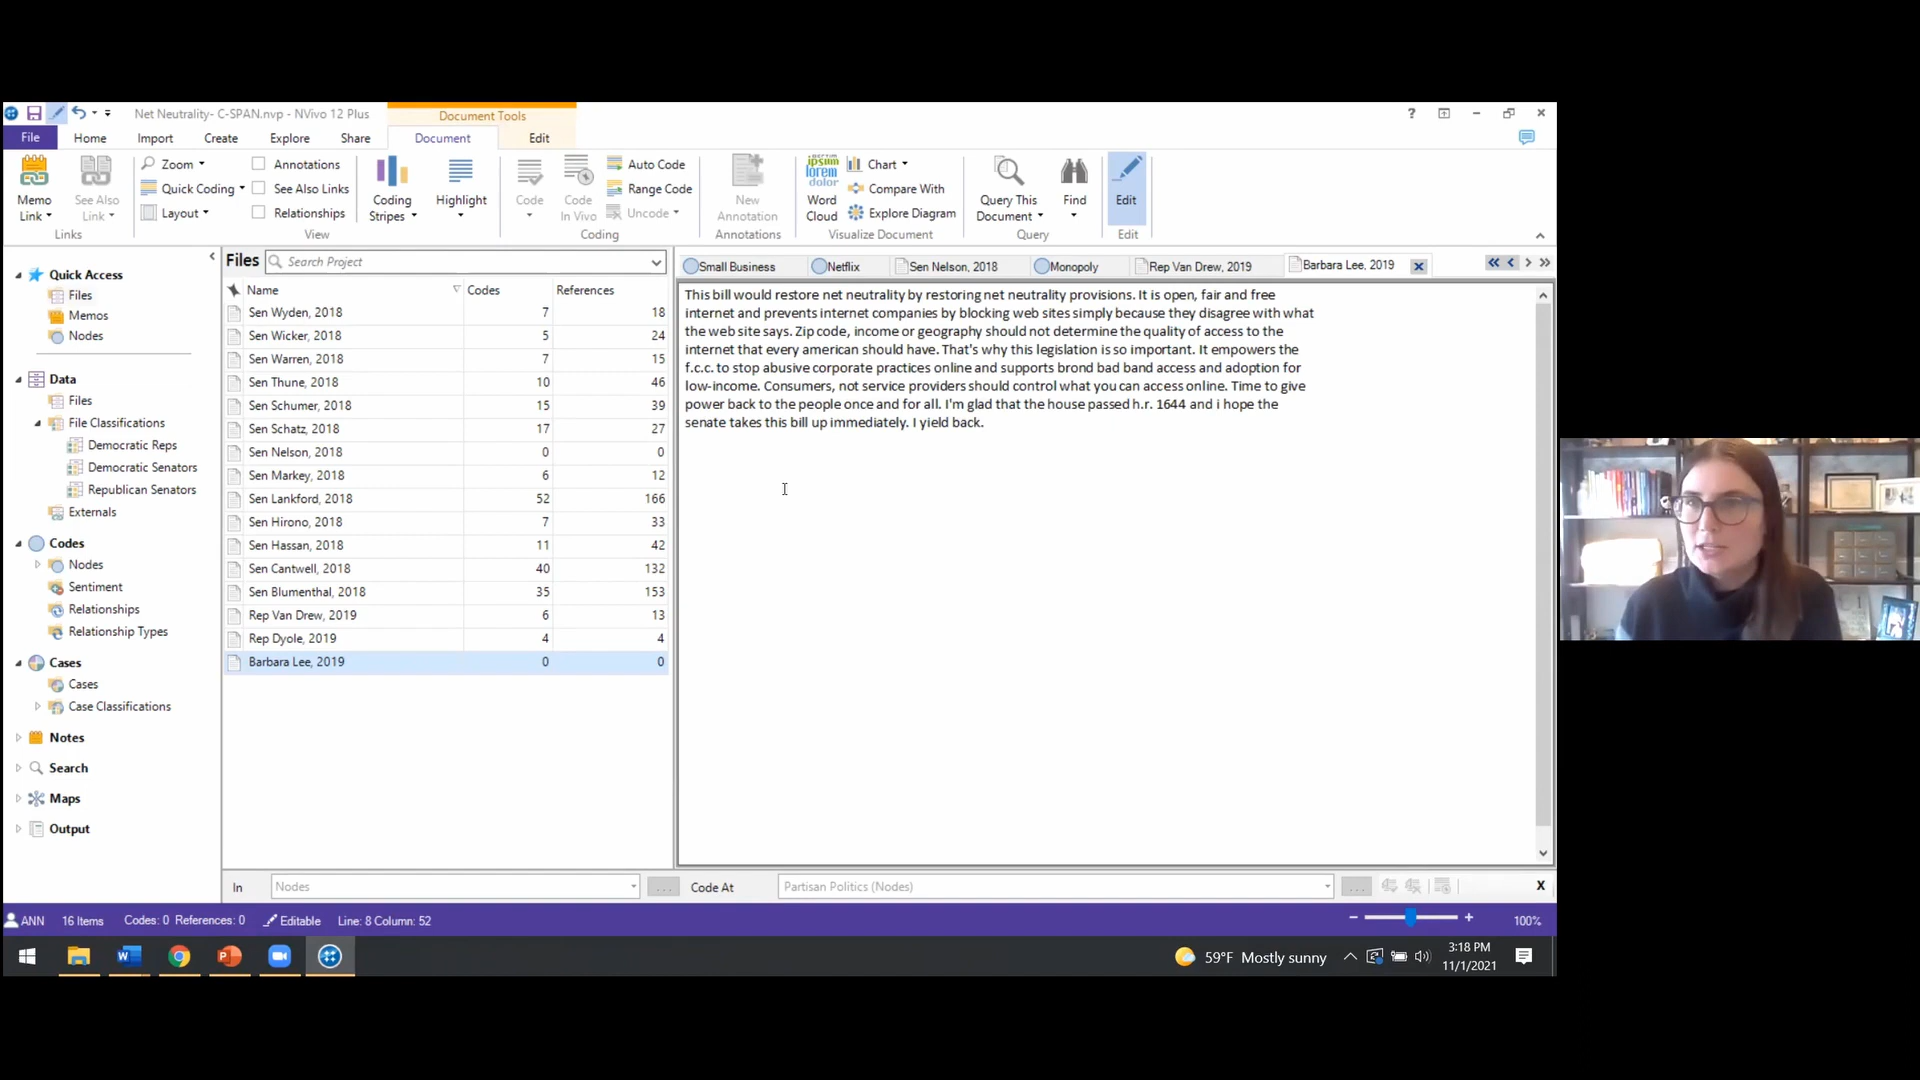 Net Neutrality- C-SPAN.nvp - NVivo 12 Plus
Document Tools
?
File Home Import Create Explore Share Document Edit
Memo Link
See Also Link
Links
Zoom
Quick Coding
Layout
Annotations
See Also Links
Relationships
View
Coding Stripes
Highlight
Code
Code In Vivo
Auto Code
Range Code
Uncode
Coding
New Annotation
Annotations
Word Cloud
Chart
Compare With
Explore Diagram
Visualize Document
Query This Document
Find
Query
Edit
Edit
Quick Access
Files
Memos
Nodes
Data
Files
File Classifications
Democratic Reps
Democratic Senators
Republican Senators
Externals
Codes
Nodes
Sentiment
Relationships
Relationship Types
Cases
Cases
Case Classifications
Notes
Search
Maps
Output
Files Search Project
Name Codes References
Sen Wyden, 2018 7 18
Sen Wicker, 2018 5 24
Sen Warren, 2018 7 15
Sen Thune, 2018 10 46
Sen Schumer, 2018 15 39
Sen Schatz, 2018 17 27
Sen Nelson, 2018 0 0
Sen Markey, 2018 6 12
Sen Lankford, 2018 52 166
Sen Hirono, 2018 7 33
Sen Hassan, 2018 11 42
Sen Cantwell, 2018 40 132
Sen Blumenthal, 2018 35 153
Rep Van Drew, 2019 6 13
Rep Dyole, 2019 4 4
Barbara Lee, 2019 0 0
Small Business Netflix Sen Nelson, 2018 Monopoly Rep Van Drew, 2019 Barbara Lee, 2019
This bill would restore net neutrality by restoring net neutrality provisions. It is open, fair and free
internet and prevents internet companies by blocking web sites simply because they disagree with what
the web site says. Zip code, income or geography should not determine the quality of access to the
internet that every american should have. That's why this legislation is so important. It empowers the
f.c.c. to stop abusive corporate practices online and supports brond bad band access and adoption for
low-income. Consumers, not service providers should control what you can access online. Time to give
power back to the people once and for all. I'm glad that the house passed h.r. 1644 and i hope the
senate takes this bill up immediately. I yield back.
In Nodes ... Code At Partisan Politics (Nodes) ... X
ANN 16 Items Codes: 0 References: 0 Editable Line: 8 Column: 52 100%
59°F Mostly sunny
3:18 PM
11/1/2021